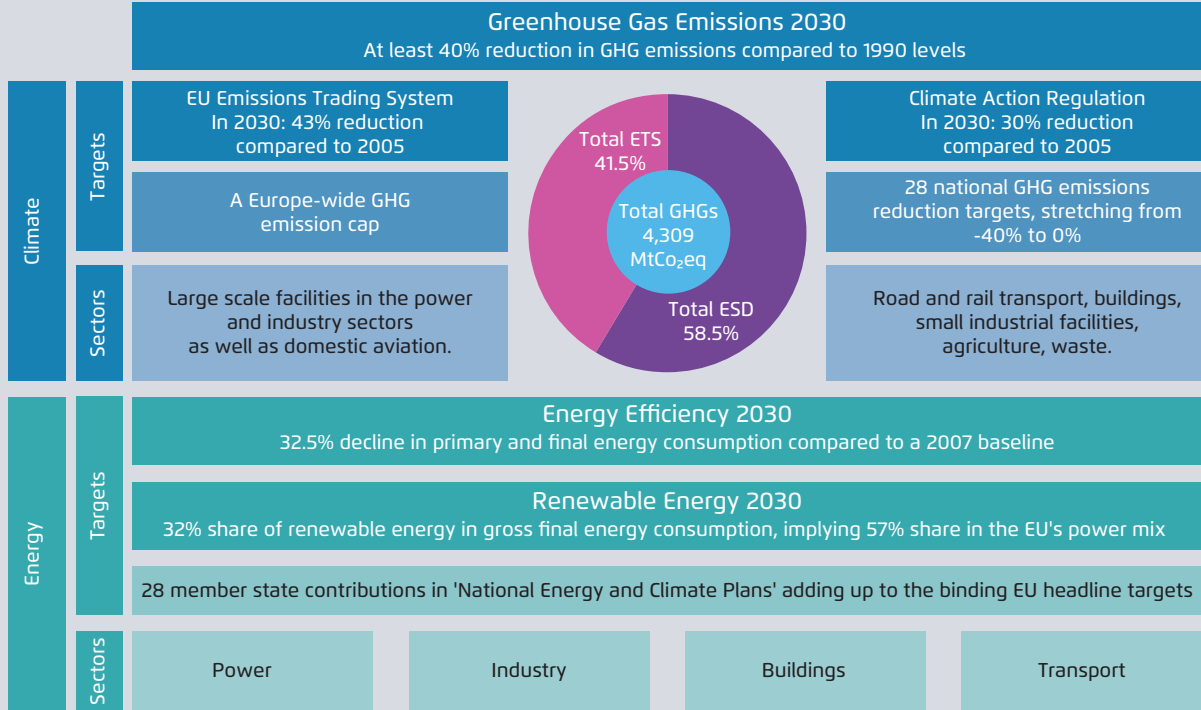 Greenhouse Gas Emissions 2030
At least 40% reduction in GHG emissions compared to 1990 levels
Climate
Targets
EU Emissions Trading System
In 2030: 43% reduction
compared to 2005
A Europe-wide GHG
emission cap
Total ETS
41.5%
Total GHGs
4,309
MtCo₂eq
Total ESD
58.5%
Climate Action Regulation
In 2030: 30% reduction
compared to 2005
28 national GHG emissions
reduction targets, stretching from
-40% to 0%
Sectors
Large scale facilities in the power
and industry sectors
as well as domestic aviation.
Road and rail transport, buildings,
small industrial facilities,
agriculture, waste.
Energy
Targets
Energy Efficiency 2030
32.5% decline in primary and final energy consumption compared to a 2007 baseline
Renewable Energy 2030
32% share of renewable energy in gross final energy consumption, implying 57% share in the EU's power mix
28 member state contributions in 'National Energy and Climate Plans' adding up to the binding EU headline targets
Sectors
Power
Industry
Buildings
Transport